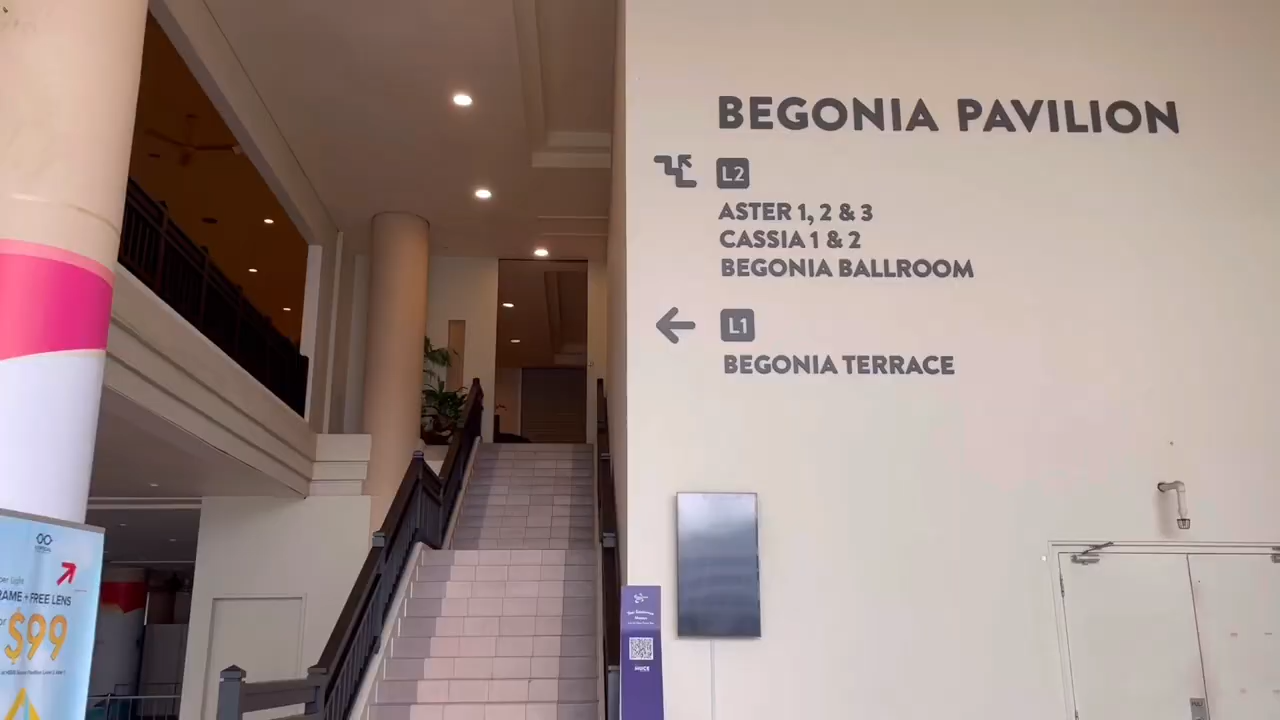 BEGONIA PAVILION
L2
ASTER 1, 2 & 3
CASSIA 1 & 2
BEGONIA BALLROOM
L1
BEGONIA TERRACE
RAME + FREE LENS
$99